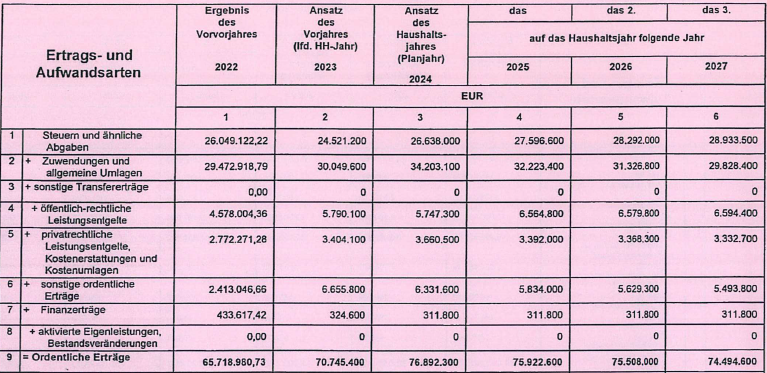 Ertrags- und Aufwandsarten | Ergebnis des Vorvorjahres 2022 | Ansatz des Vorjahres (lfd. HH-Jahr) 2023 | Ansatz des Haushalts-jahres (Planjahr) 2024 | das | das 2. | das 3.
auf das Haushaltsjahr folgende Jahr
2025 | 2026 | 2027
EUR
1 | 2 | 3 | 4 | 5 | 6
1 Steuern und ähnliche Abgaben | 26.049.122,22 | 24.521.200 | 26.638.000 | 27.596.600 | 28.292.000 | 28.933.500
2 + Zuwendungen und allgemeine Umlagen | 29.472.918,79 | 30.049.600 | 34.203.100 | 32.223.400 | 31.326.800 | 29.828.400
3 + sonstige Transfererträge | 0,00 | 0 | 0 | 0 | 0 | 0
4 + öffentlich-rechtliche Leistungsentgelte | 4.578.004,36 | 5.790.100 | 5.747.300 | 6.564.800 | 6.579.800 | 6.594.400
5 + privatrechtliche Leistungsentgelte, Kostenerstattungen und Kostenumlagen | 2.772.271,28 | 3.404.100 | 3.660.500 | 3.392.000 | 3.368.300 | 3.332.700
6 + sonstige ordentliche Erträge | 2.413.046,66 | 6.655.800 | 6.331.600 | 5.834.000 | 5.629.300 | 5.493.800
7 + Finanzerträge | 433.617,42 | 324.600 | 311.800 | 311.800 | 311.800 | 311.800
8 + aktivierte Eigenleistungen, Bestandsveränderungen | 0,00 | 0 | 0 | 0 | 0 | 0
9 = Ordentliche Erträge | 65.718.980,73 | 70.745.400 | 76.892.300 | 75.922.600 | 75.508.000 | 74.494.600